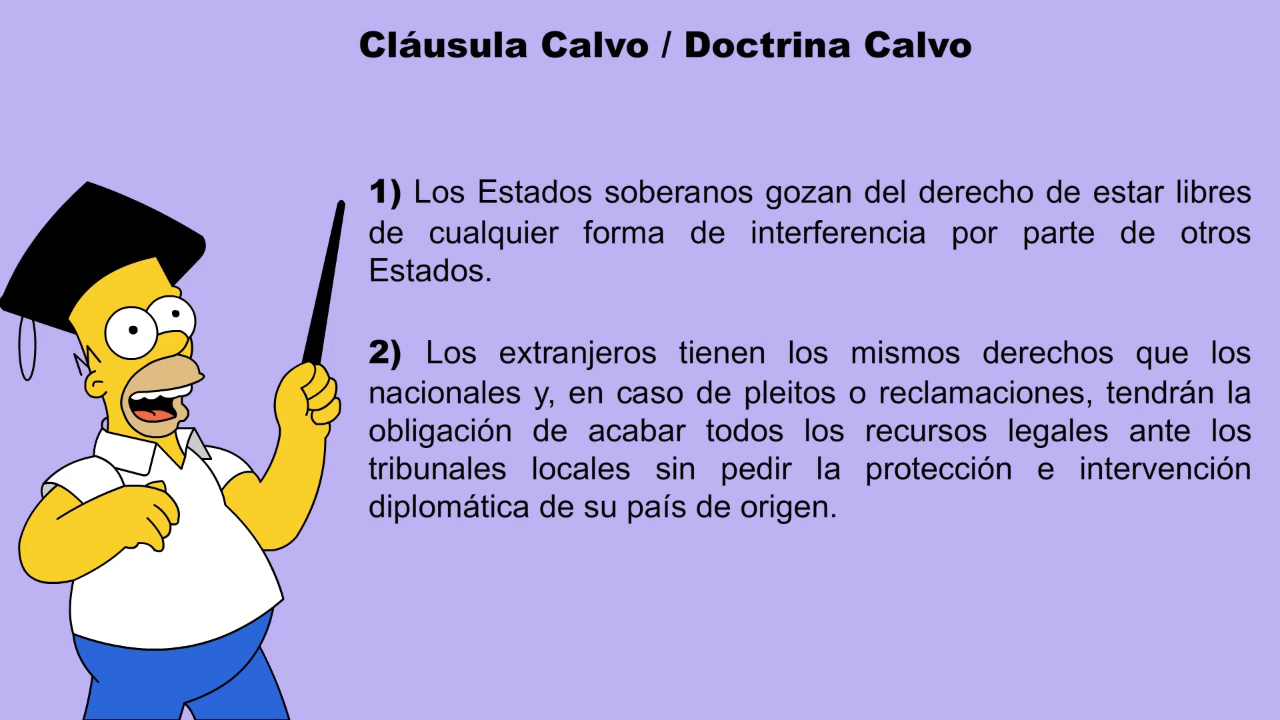 Cláusula Calvo / Doctrina Calvo
1) Los Estados soberanos gozan del derecho de estar libres
de cualquier forma de interferencia por parte de otros
Estados.
2) Los extranjeros tienen los mismos derechos que los
nacionales y, en caso de pleitos o reclamaciones, tendrán la
obligación de acabar todos los recursos legales ante los
tribunales locales sin pedir la protección e intervención
diplomática de su país de origen.